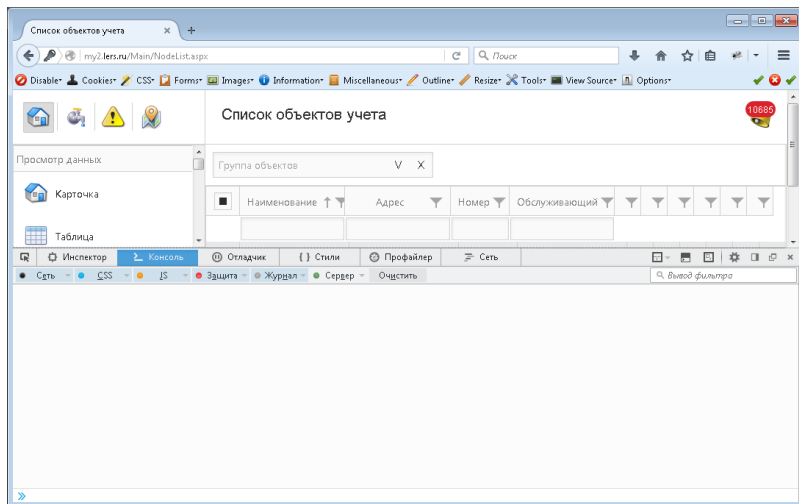 Список объектов учета × +
my2.lers.ru/Main/NodeList.aspx Поиск
Disable Cookies CSS Forms Images Information Miscellaneous Outline Resize Tools View Source Options
Список объектов учета 10685
Просмотр данных
Группа объектов V X
Карточка
Наименование Адрес Номер Обслуживающий
Таблица
Инспектор Консоль Отладчик { } Стили Профайлер Сеть
Сеть CSS JS Защита Журнал Сервер Очистить Вывод фильтра